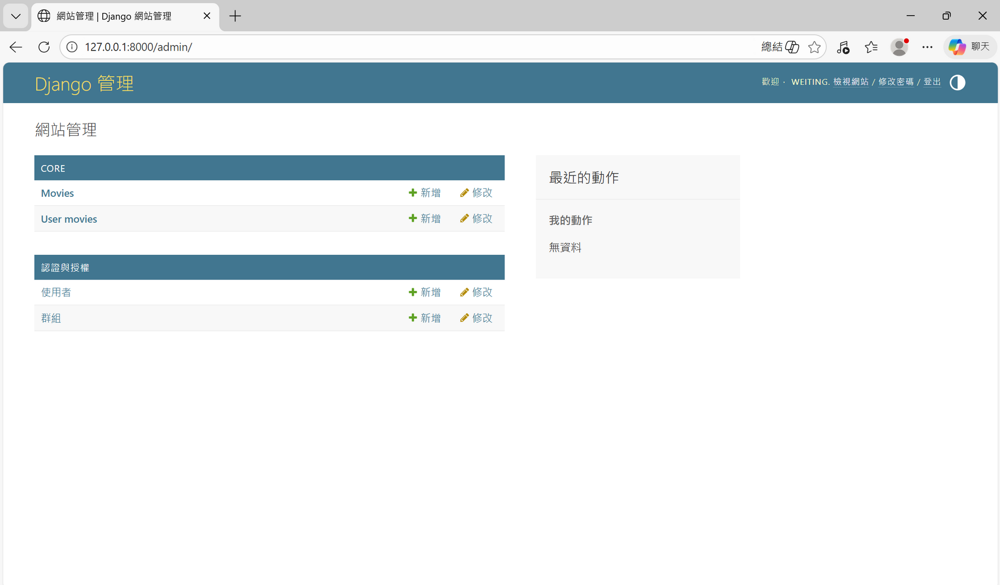 網站管理 | Django 網站管理
127.0.0.1:8000/admin/
總結
聊天
Django 管理
歡迎· WEITING. 檢視網站 / 修改密碼 / 登出
網站管理
CORE
Movies 新增 修改
User movies 新增 修改
認證與授權
使用者 新增 修改
群組 新增 修改
最近的動作
我的動作
無資料